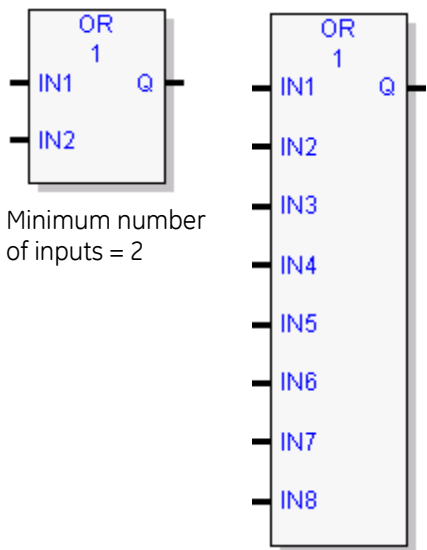 OR
1
IN1 Q
IN2
Minimum number
of inputs = 2
OR
1
IN1 Q
IN2
IN3
IN4
IN5
IN6
IN7
IN8